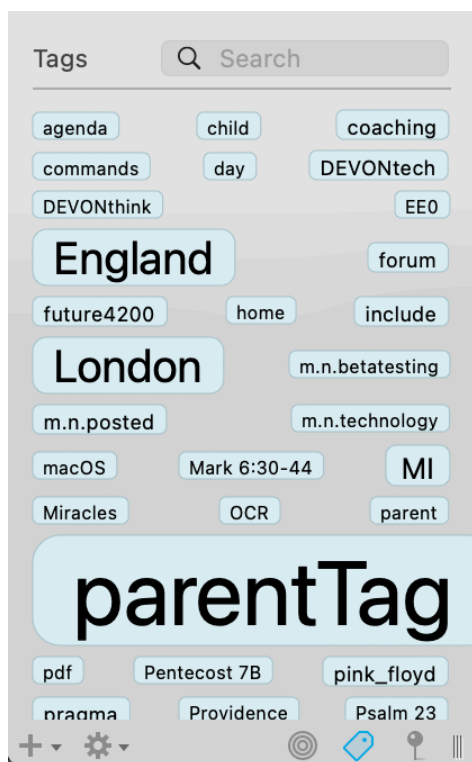 Tags Search
agenda child coaching
commands day DEVONtech
DEVONthink EE0
England forum
future4200 home include
London m.n.betatesting
m.n.posted m.n.technology
macOS Mark 6:30-44 MI
Miracles OCR parent
parentTag
pdf Pentecost 7B pink_floyd
pragma Providence Psalm 23